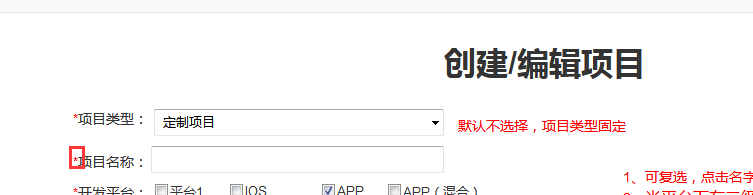 创建/编辑项目
*项目类型： 定制项目 默认不选择，项目类型固定
*项目名称：
1、可复选，点击名字
*开发平台： 平台1 IOS APP APP（混合）